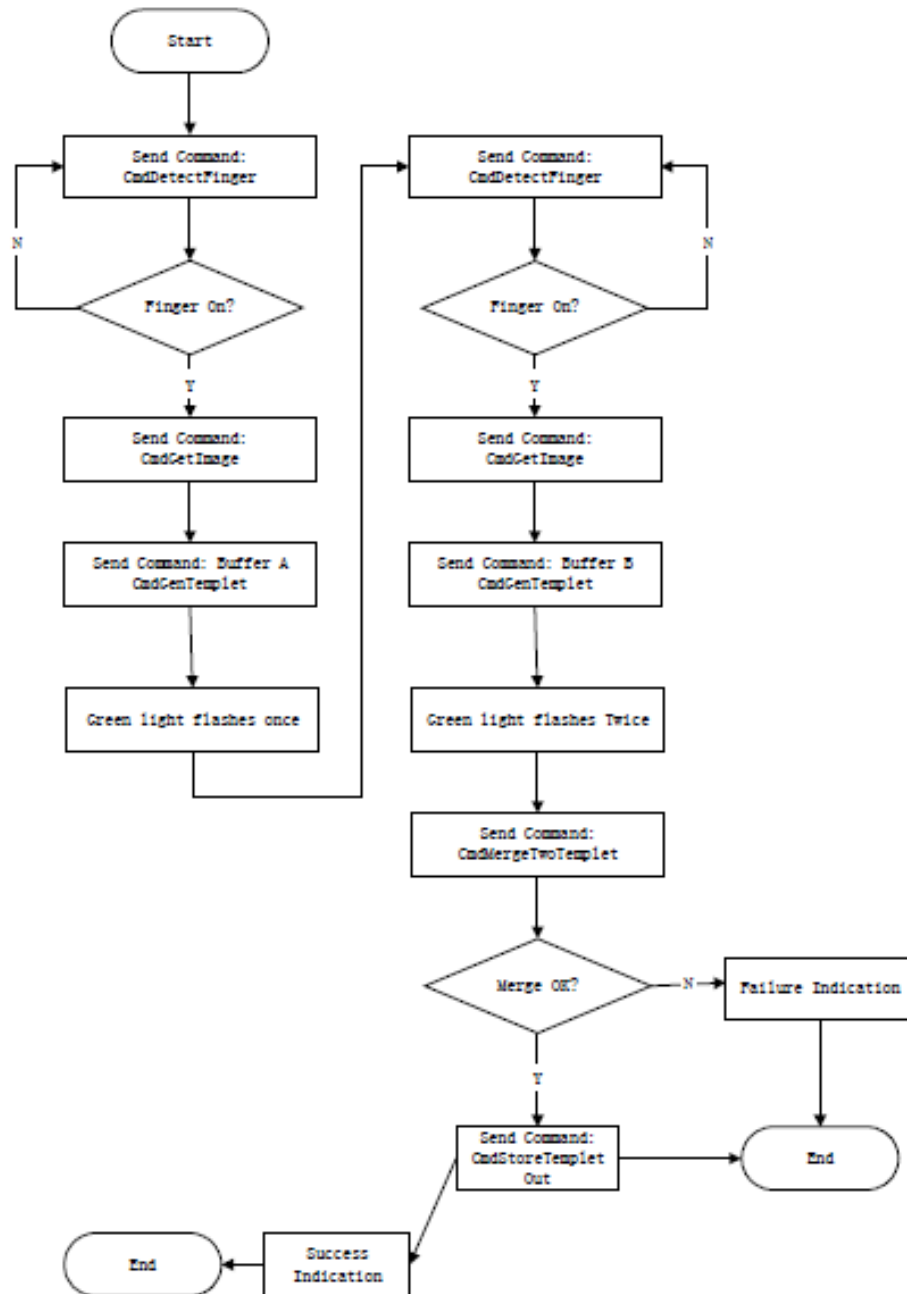 Start
Send Command:
CmdDetectFinger
N
Finger On?
Y
Send Command:
CmdGetImage
Send Command: Buffer A
CmdGenTemplet
Green light flashes once
Send Command:
CmdDetectFinger
N
Finger On?
Y
Send Command:
CmdGetImage
Send Command: Buffer B
CmdGenTemplet
Green light flashes Twice
Send Command:
CmdMergeTwoTemplet
Merge OK?
N
Failure Indication
Y
Send Command:
CmdStoreTemplet
Out
End
Success
Indication
End